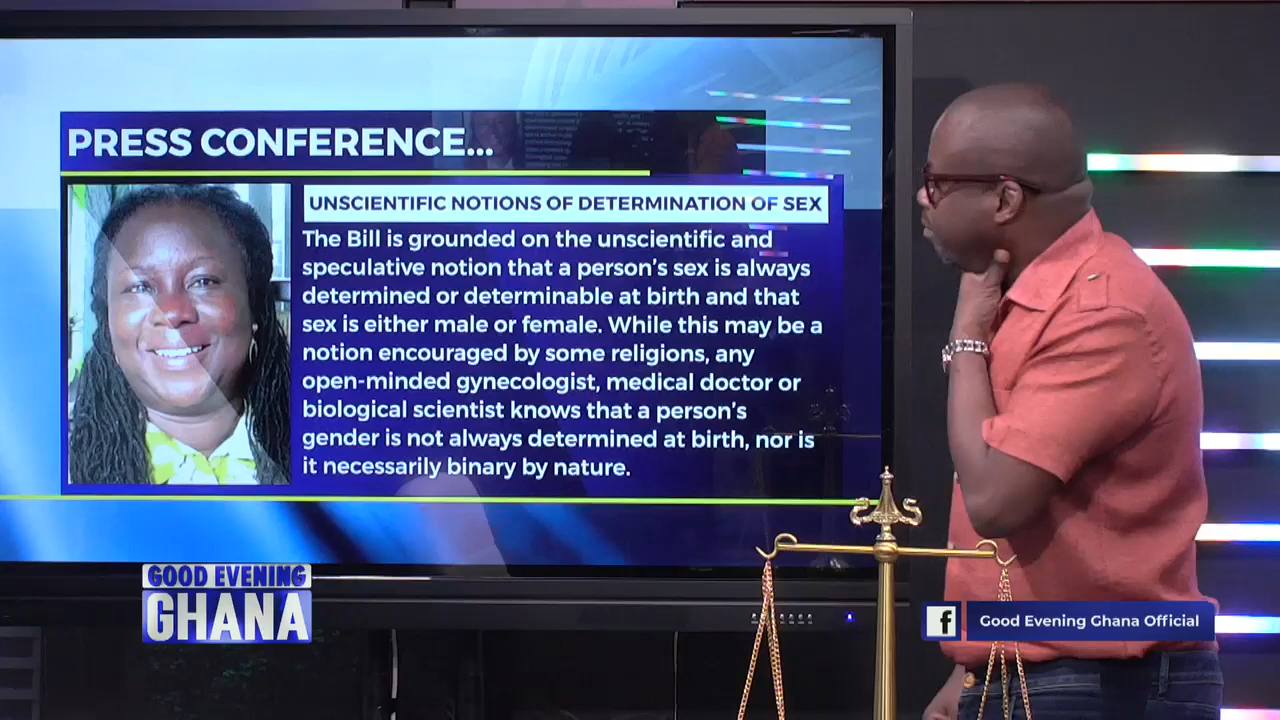 PRESS CONFERENCE...
UNSCIENTIFIC NOTIONS OF DETERMINATION OF SEX
The Bill is grounded on the unscientific and
speculative notion that a person's sex is always
determined or determinable at birth and that
sex is either male or female. While this may be a
notion encouraged by some religions, any
open-minded gynecologist, medical doctor or
biological scientist knows that a person's
gender is not always determined at birth, nor is
it necessarily binary by nature.
GOOD EVENING
GHANA
f
Good Evening Ghana Official